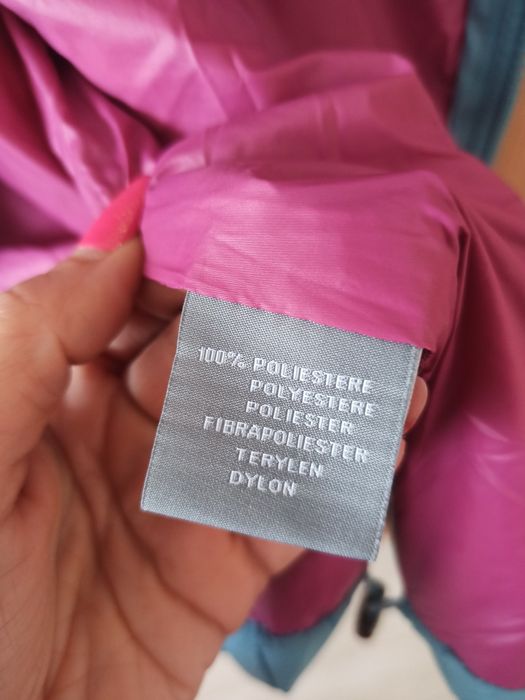 100% POLIESTERE
POLYESTERE
POLIESTER
FIBRAPOLIESTER
TERYLEN
DYLON